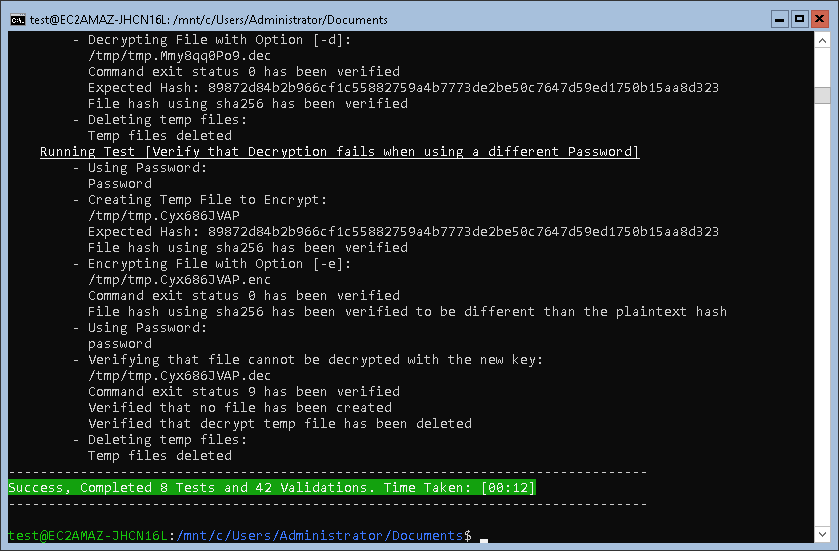 test@EC2AMAZ-JHCN16L: /mnt/c/Users/Administrator/Documents
- Decrypting File with Option [-d]:
/tmp/tmp.Mmy8qq0Po9.dec
Command exit status 0 has been verified
Expected Hash: 89872d84b2b966cf1c55882759a4b7773de2be50c7647d59ed1750b15aa8d323
File hash using sha256 has been verified
- Deleting temp files:
Temp files deleted
Running Test [Verify that Decryption fails when using a different Password]
- Using Password:
Password
- Creating Temp File to Encrypt:
/tmp/tmp.Cyx686JVAP
Expected Hash: 89872d84b2b966cf1c55882759a4b7773de2be50c7647d59ed1750b15aa8d323
File hash using sha256 has been verified
- Encrypting File with Option [-e]:
/tmp/tmp.Cyx686JVAP.enc
Command exit status 0 has been verified
File hash using sha256 has been verified to be different than the plaintext hash
- Using Password:
password
- Verifying that file cannot be decrypted with the new key:
/tmp/tmp.Cyx686JVAP.dec
Command exit status 9 has been verified
Verified that no file has been created
Verified that decrypt temp file has been deleted
- Deleting temp files:
Temp files deleted
--------------------------------------------------------------------------------
Success, Completed 8 Tests and 42 Validations. Time Taken: [00:12]
--------------------------------------------------------------------------------
test@EC2AMAZ-JHCN16L:/mnt/c/Users/Administrator/Documents$